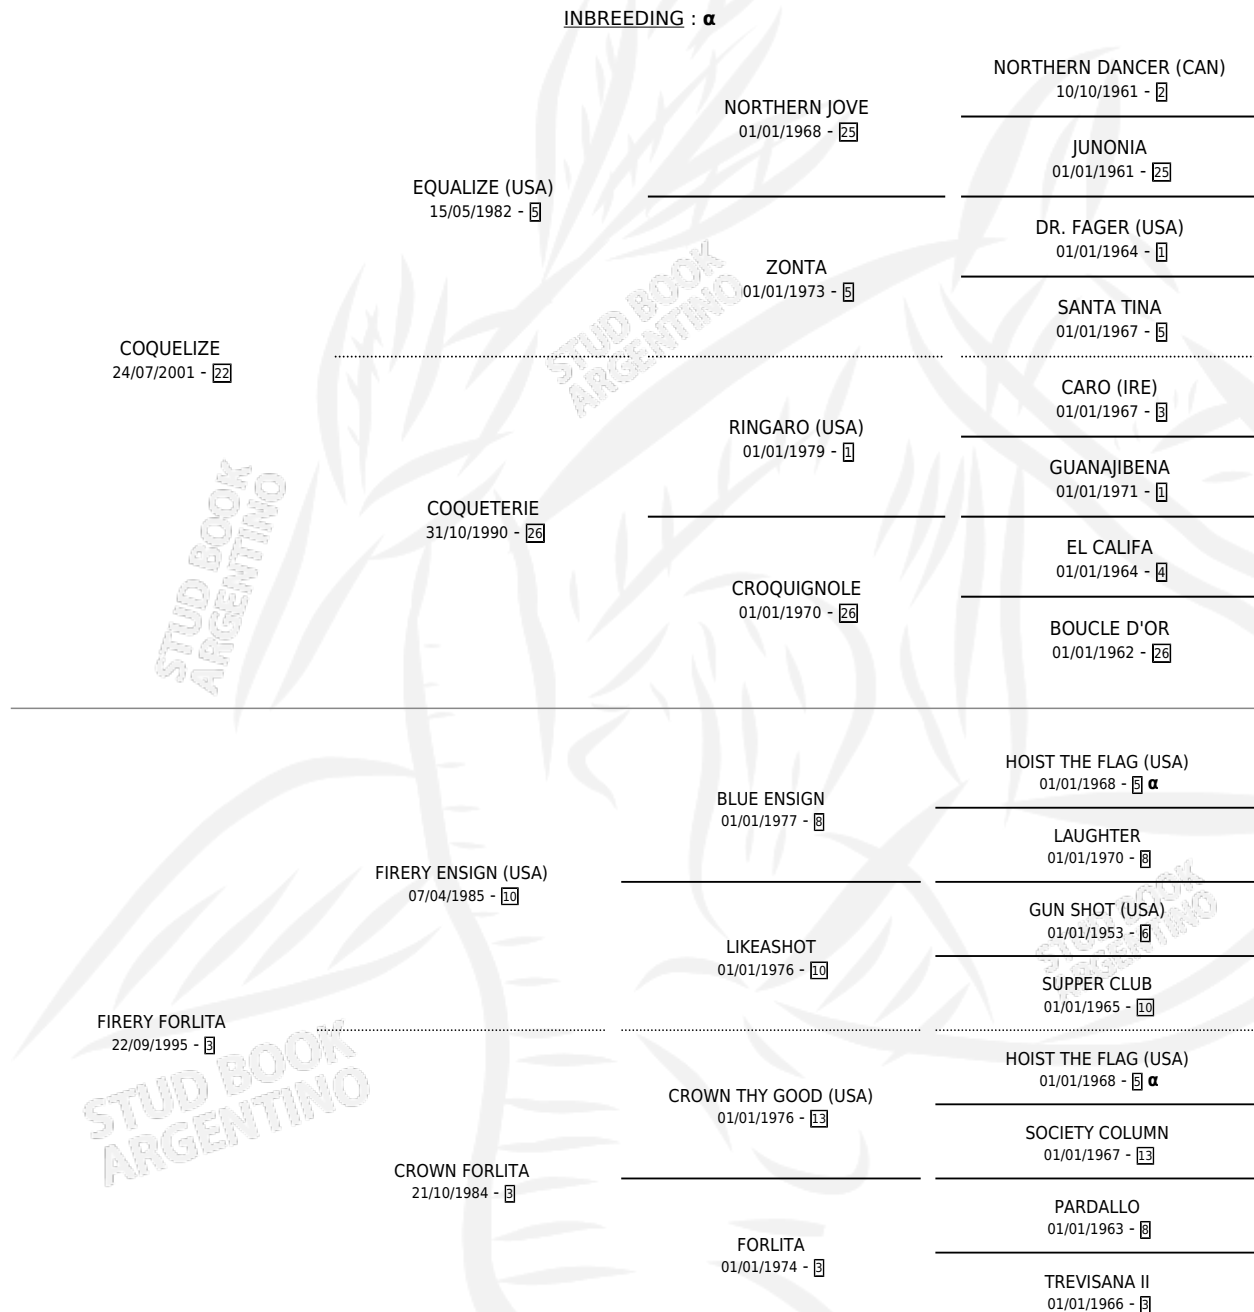 INBREEDING : α
NORTHERN DANCER (CAN)
10/10/1961 - 2
NORTHERN JOVE
01/01/1968 - 25
JUNONIA
01/01/1961 - 25
EQUALIZE (USA)
15/05/1982 - 5
DR. FAGER (USA)
01/01/1964 - 1
ZONTA
01/01/1973 - 5
SANTA TINA
01/01/1967 - 5
COQUELIZE
24/07/2001 - 22
CARO (IRE)
01/01/1967 - 3
RINGARO (USA)
01/01/1979 - 1
GUANAJIBENA
01/01/1971 - 1
COQUETERIE
31/10/1990 - 26
EL CALIFA
01/01/1964 - 4
CROQUIGNOLE
01/01/1970 - 26
BOUCLE D'OR
01/01/1962 - 26
HOIST THE FLAG (USA)
01/01/1968 - 5 α
BLUE ENSIGN
01/01/1977 - 8
LAUGHTER
01/01/1970 - 8
FIRERY ENSIGN (USA)
07/04/1985 - 10
GUN SHOT (USA)
01/01/1953 - 6
LIKEASHOT
01/01/1976 - 10
SUPPER CLUB
01/01/1965 - 10
FIRERY FORLITA
22/09/1995 - 3
HOIST THE FLAG (USA)
01/01/1968 - 5 α
CROWN THY GOOD (USA)
01/01/1976 - 13
SOCIETY COLUMN
01/01/1967 - 13
CROWN FORLITA
21/10/1984 - 3
PARDALLO
01/01/1963 - 8
FORLITA
01/01/1974 - 3
TREVISANA II
01/01/1966 - 3
STUD BOOK
ARGENTINO
STUD BOOK
ARGENTINO
STUD BOOK
ARGENTINO
STUD BOOK
ARGENTINO